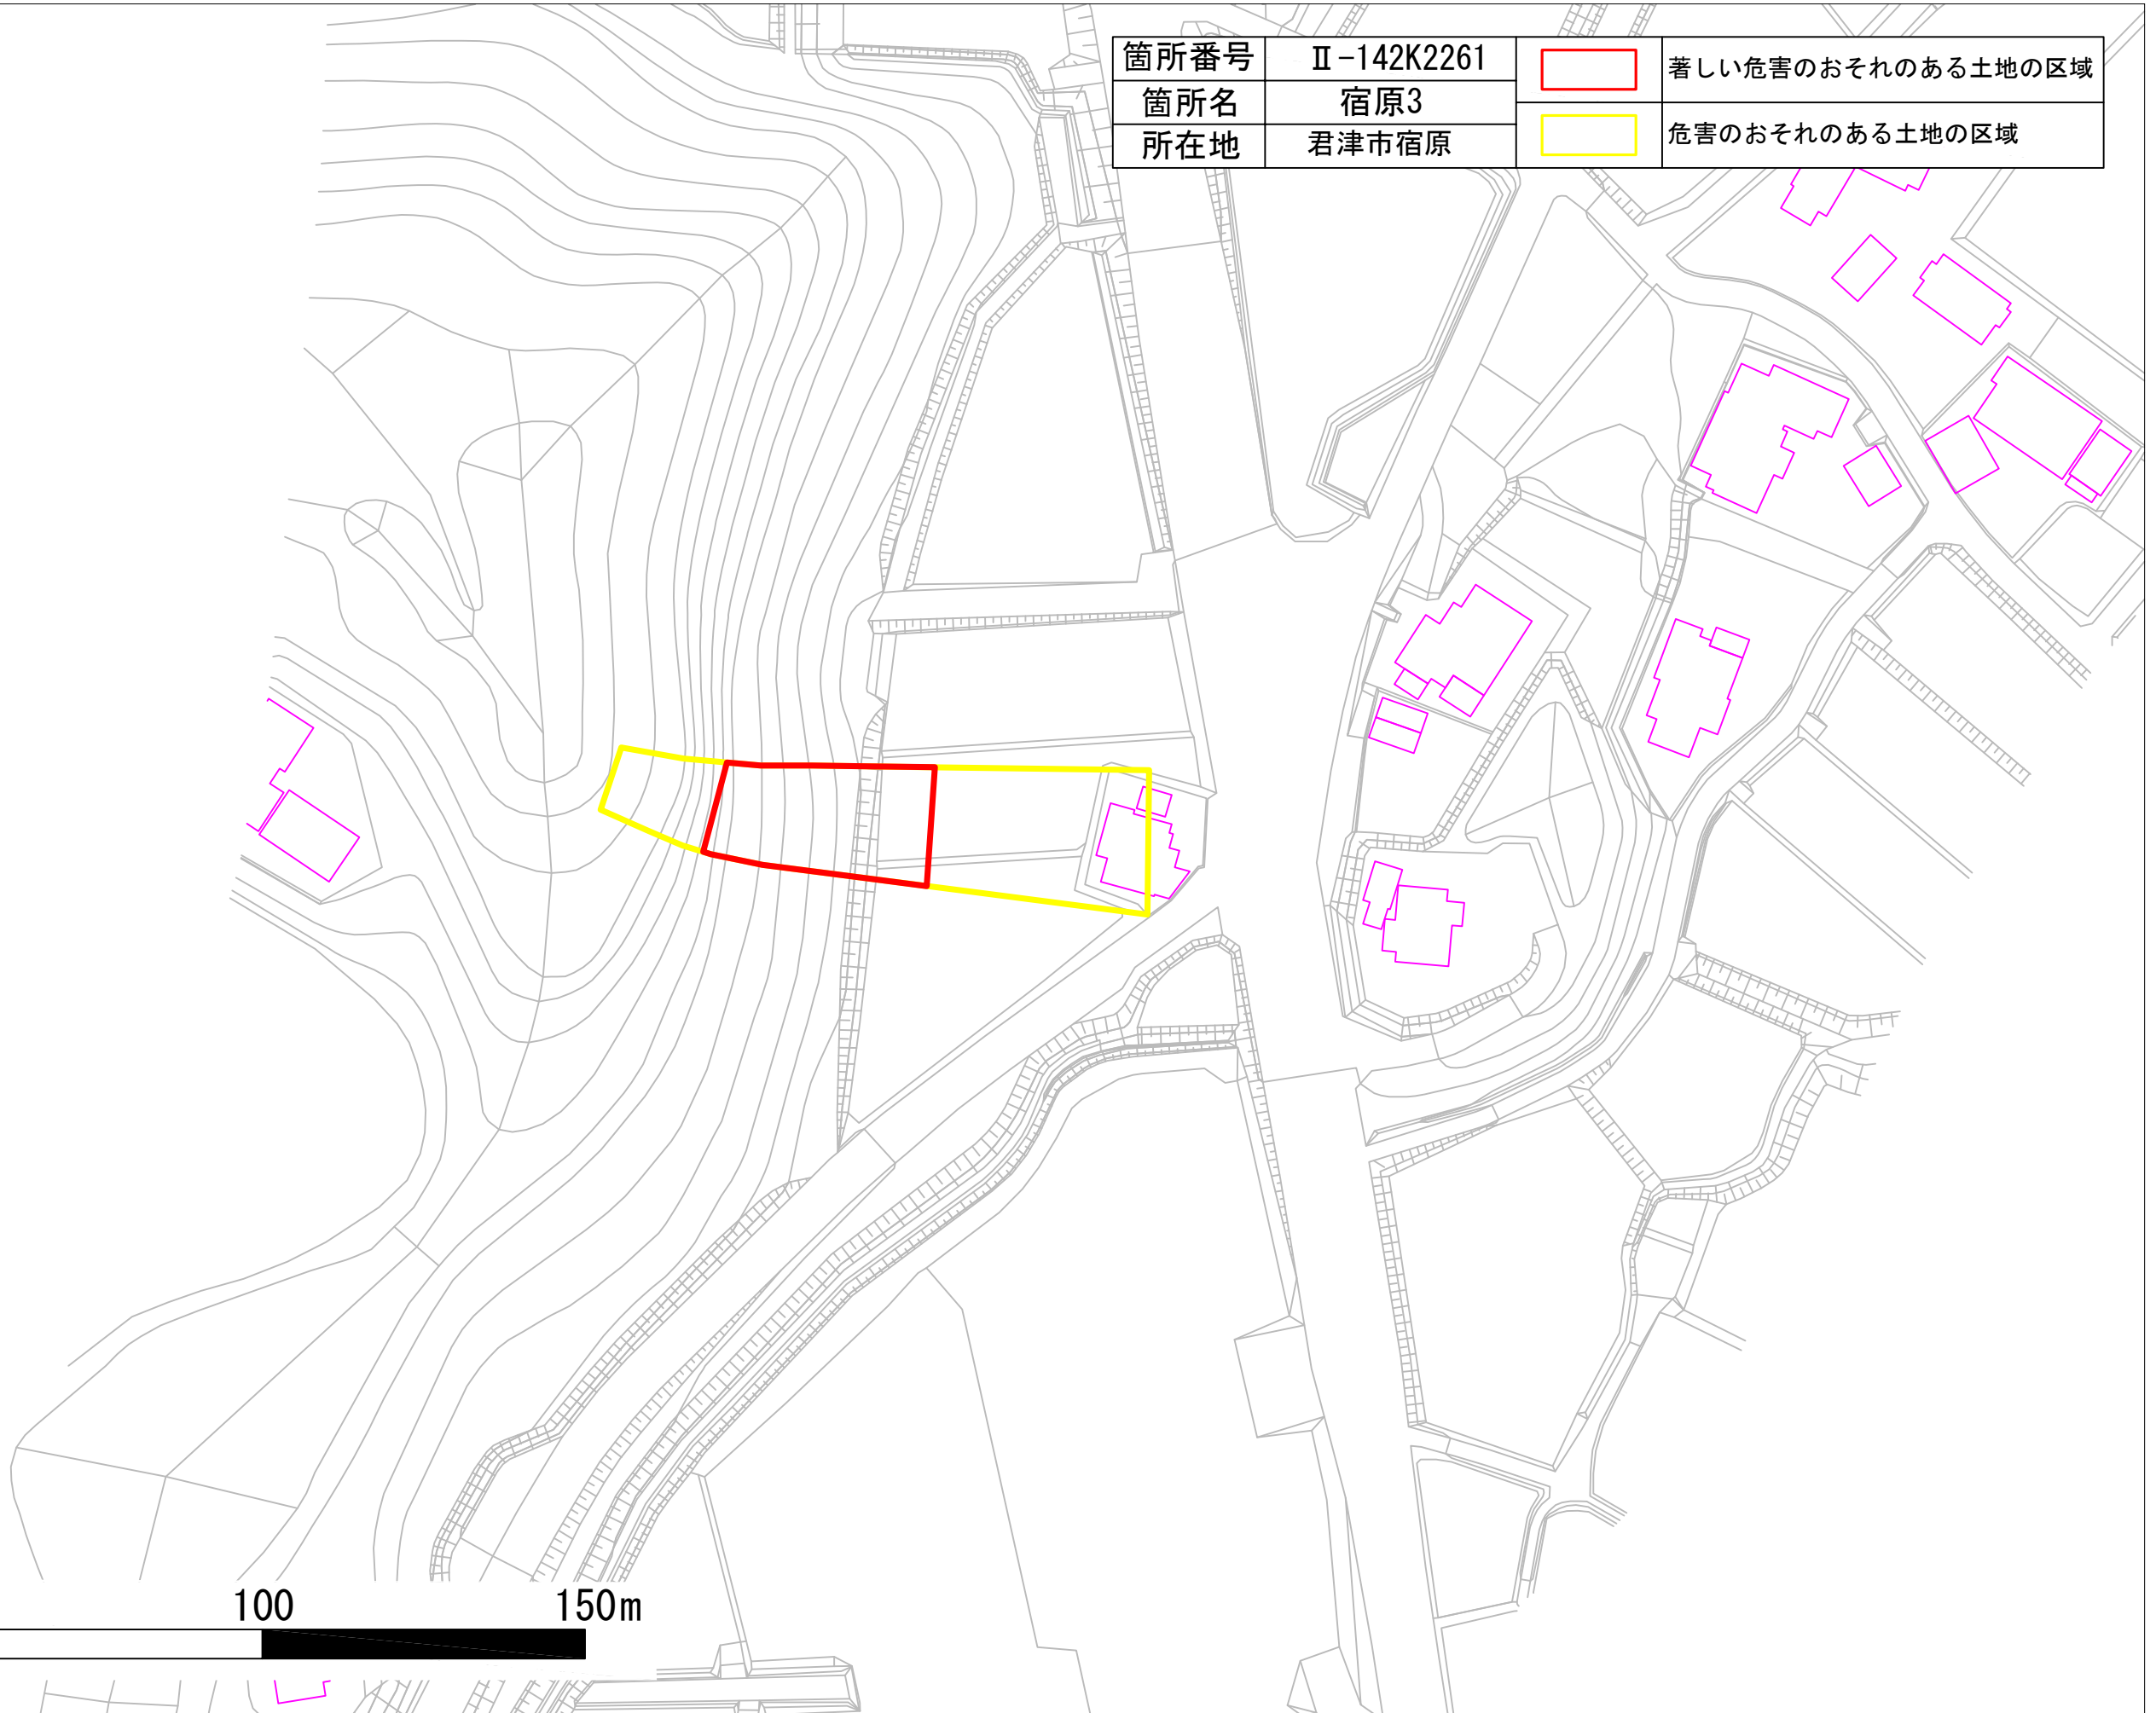 箇所番号 Ⅱ-142K2261
箇所名 宿原3
所在地 君津市宿原
著しい危害のおそれのある土地の区域
危害のおそれのある土地の区域
100 150m